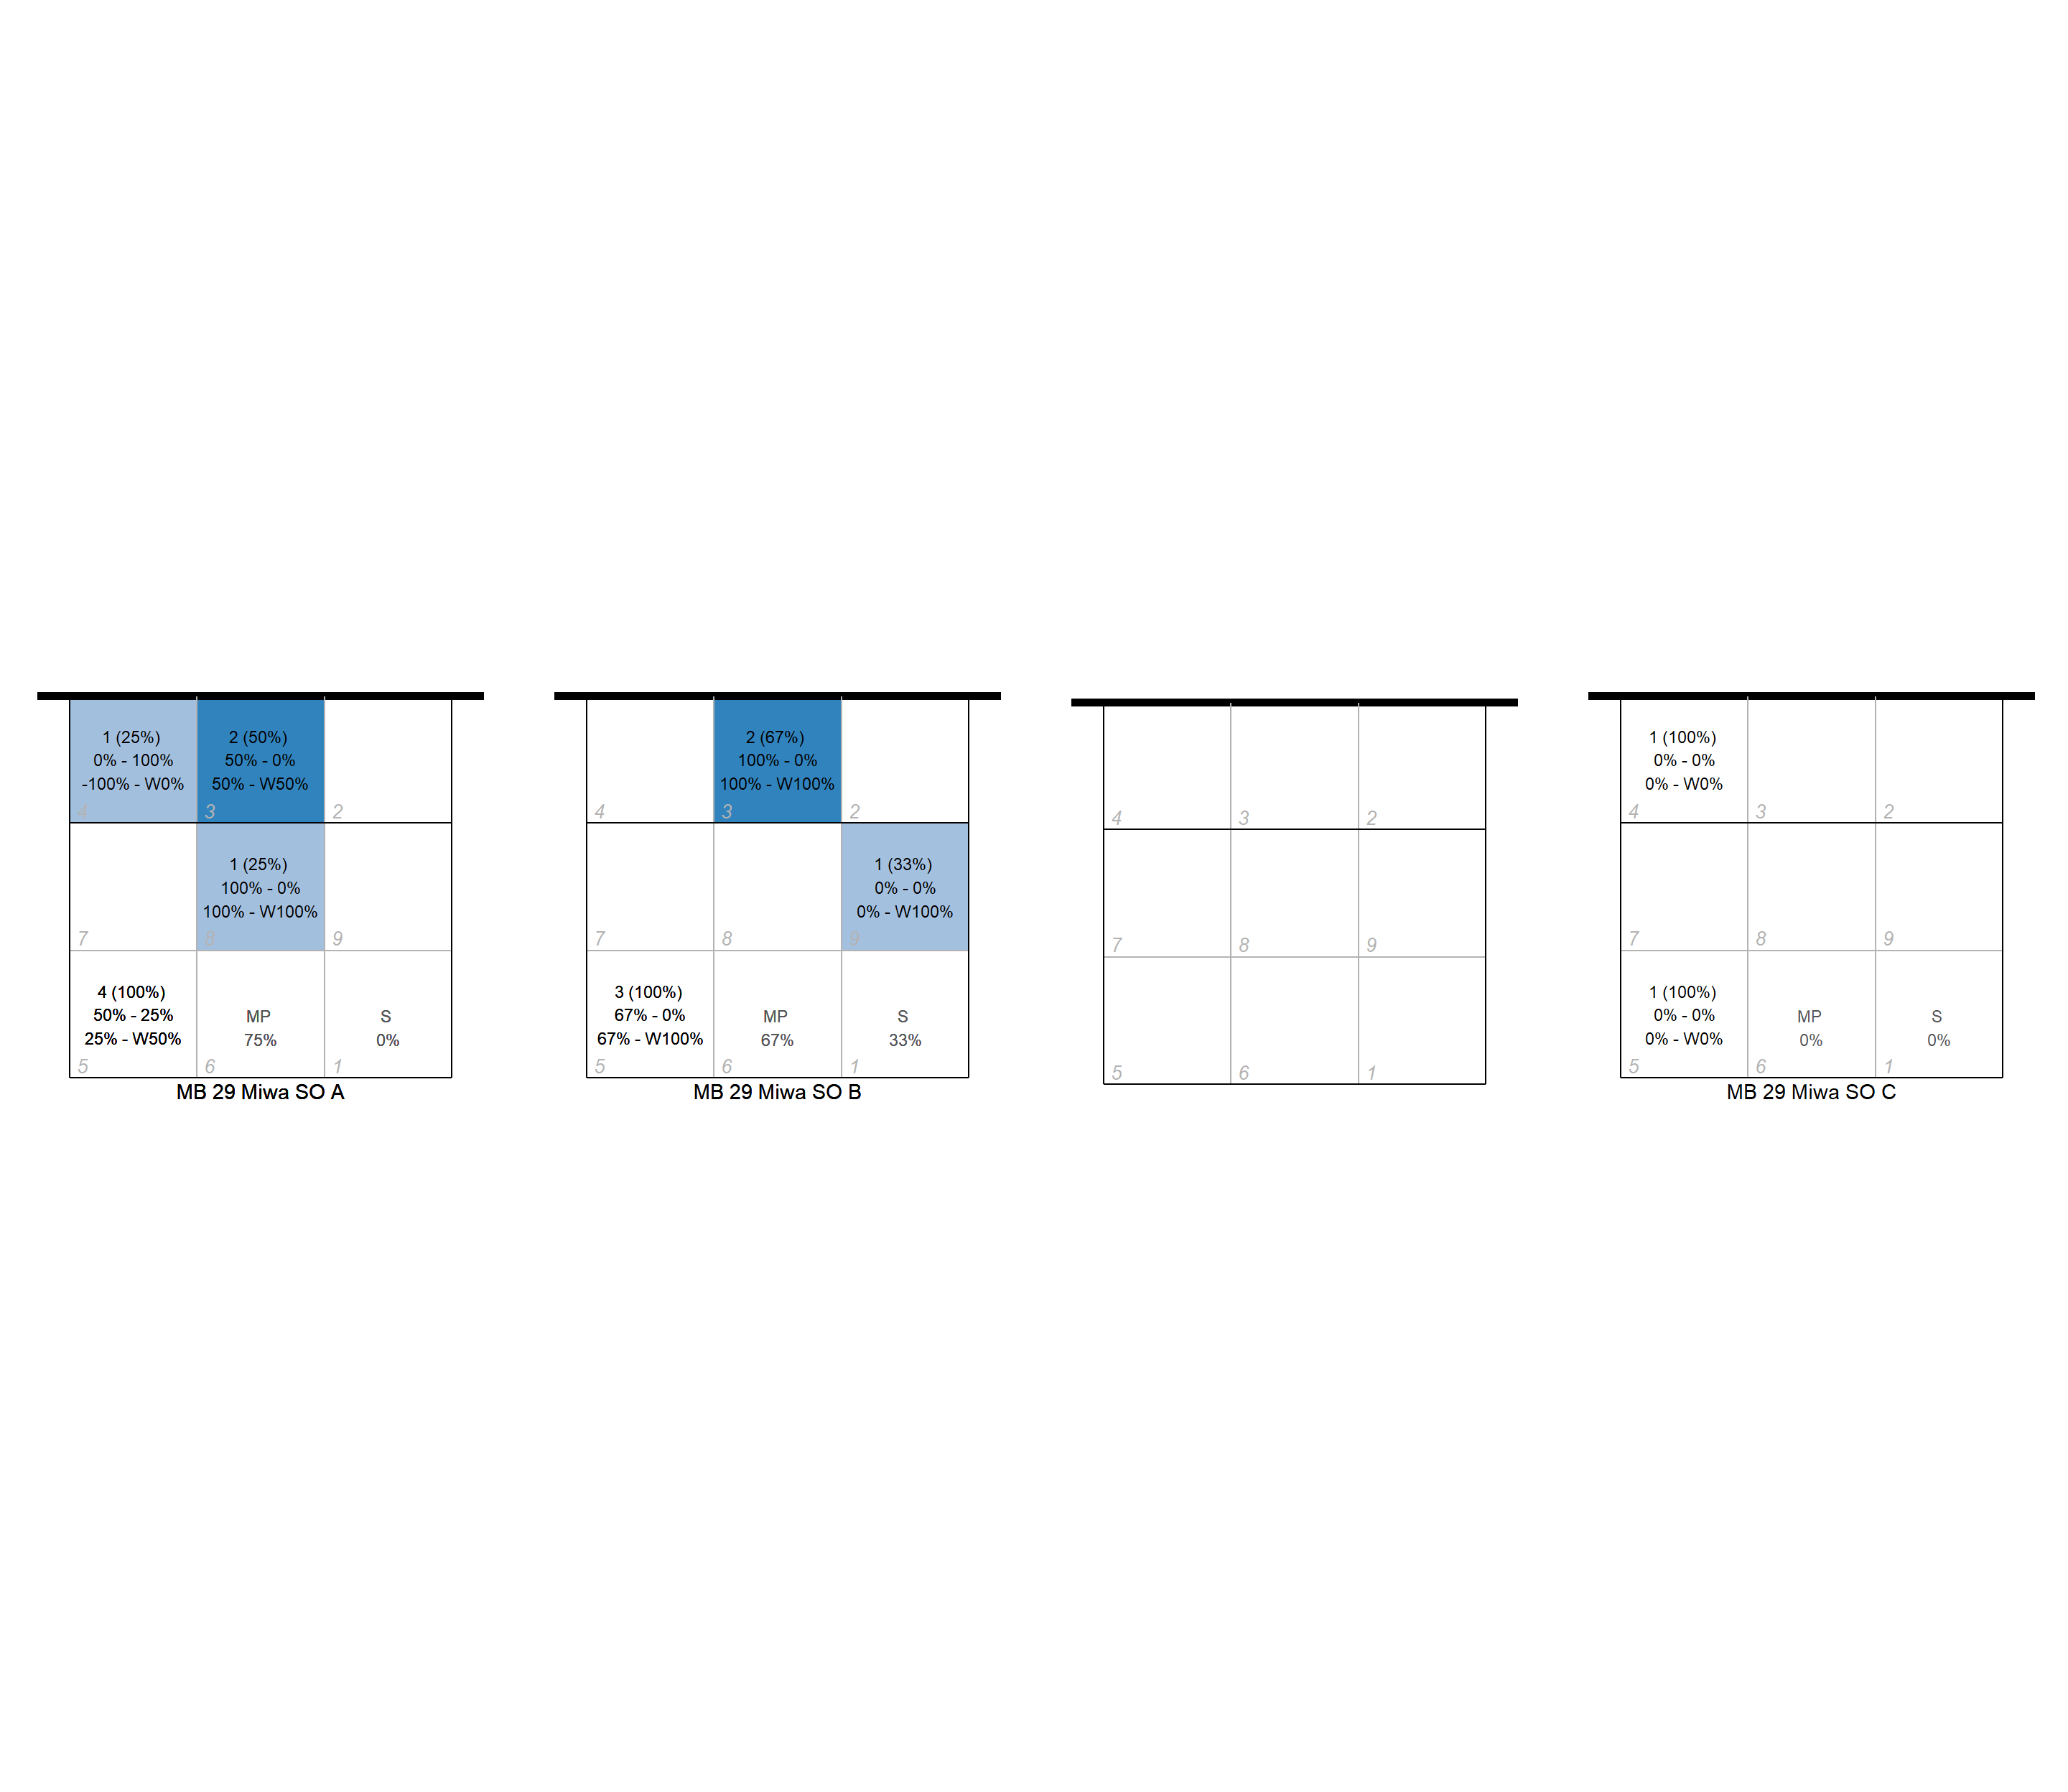 1 (25%)
0% - 100%
-100% - W0%
4
2 (50%)
50% - 0%
50% - W50%
3
2
7
1 (25%)
100% - 0%
100% - W100%
8
9
4 (100%)
50% - 25%
25% - W50%
5
MP
75%
6
S
0%
1
MB 29 Miwa SO A
4
2 (67%)
100% - 0%
100% - W100%
3
2
7
8
1 (33%)
0% - 0%
0% - W100%
9
3 (100%)
67% - 0%
67% - W100%
5
MP
67%
6
S
33%
1
MB 29 Miwa SO B
4
3
2
7
8
9
5
6
1
1 (100%)
0% - 0%
0% - W0%
4
3
2
7
8
9
1 (100%)
0% - 0%
0% - W0%
5
MP
0%
6
S
0%
1
MB 29 Miwa SO C